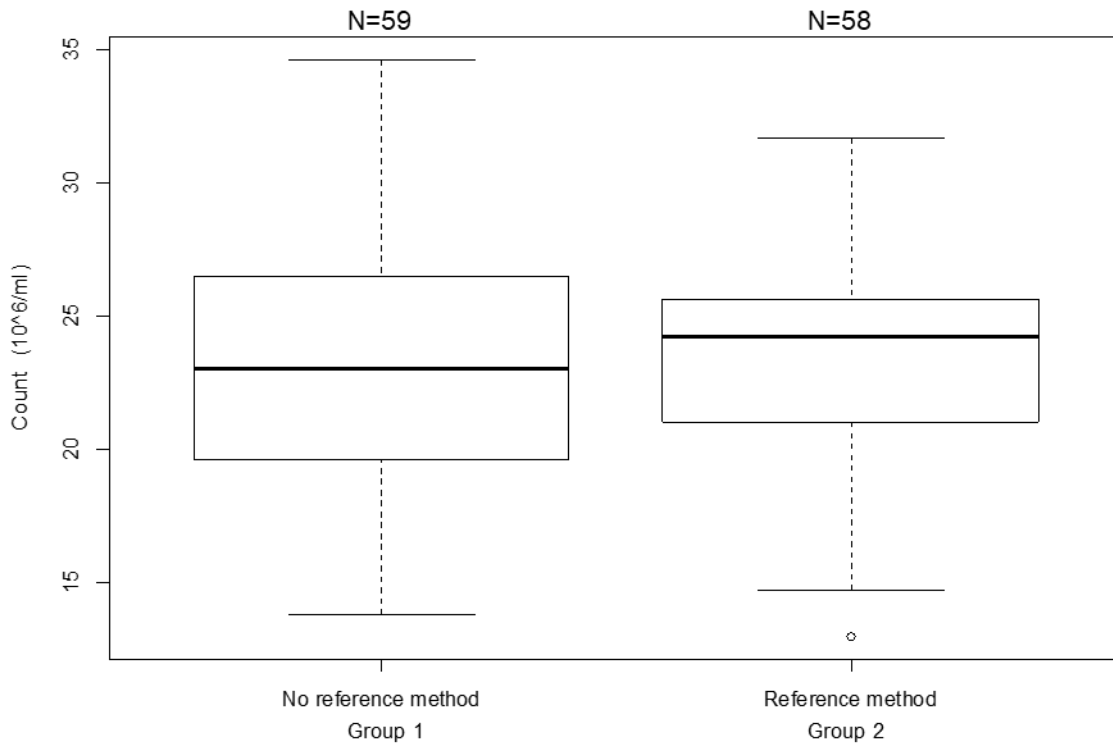 N=59 N=58
35
30
25
20
15
Count (10^6/ml)
No reference method Reference method
Group 1 Group 2